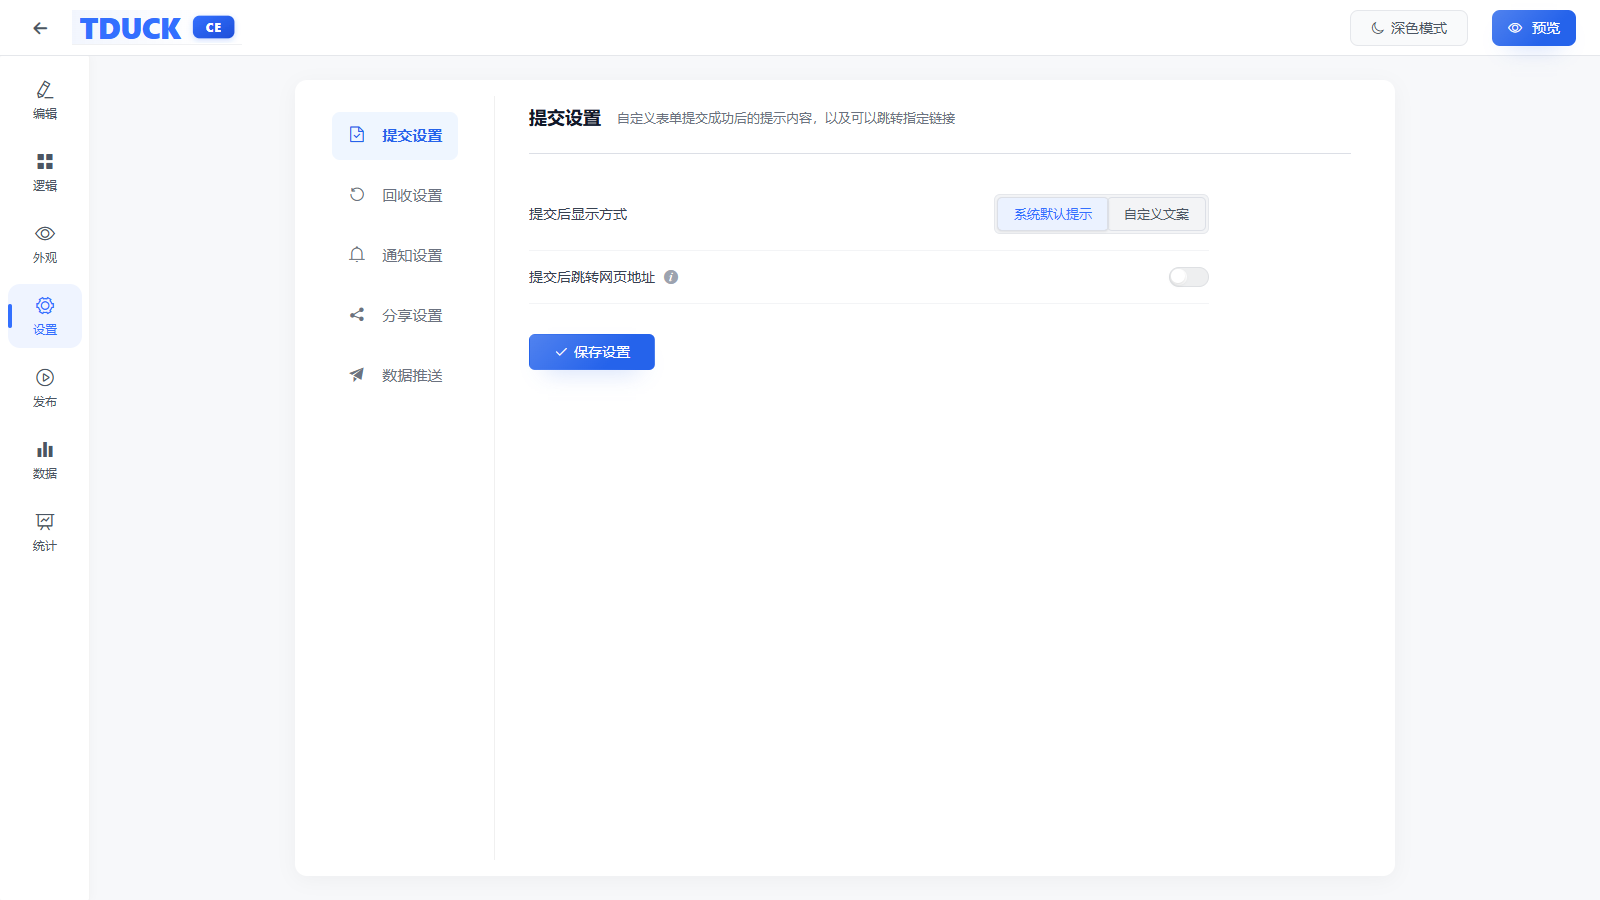 TDUCK CE
深色模式
预览
编辑
逻辑
外观
设置
发布
数据
统计
提交设置
回收设置
通知设置
分享设置
数据推送
提交设置 自定义表单提交成功后的提示内容，以及可以跳转指定链接
提交后显示方式 系统默认提示 自定义文案
提交后跳转网页地址
保存设置